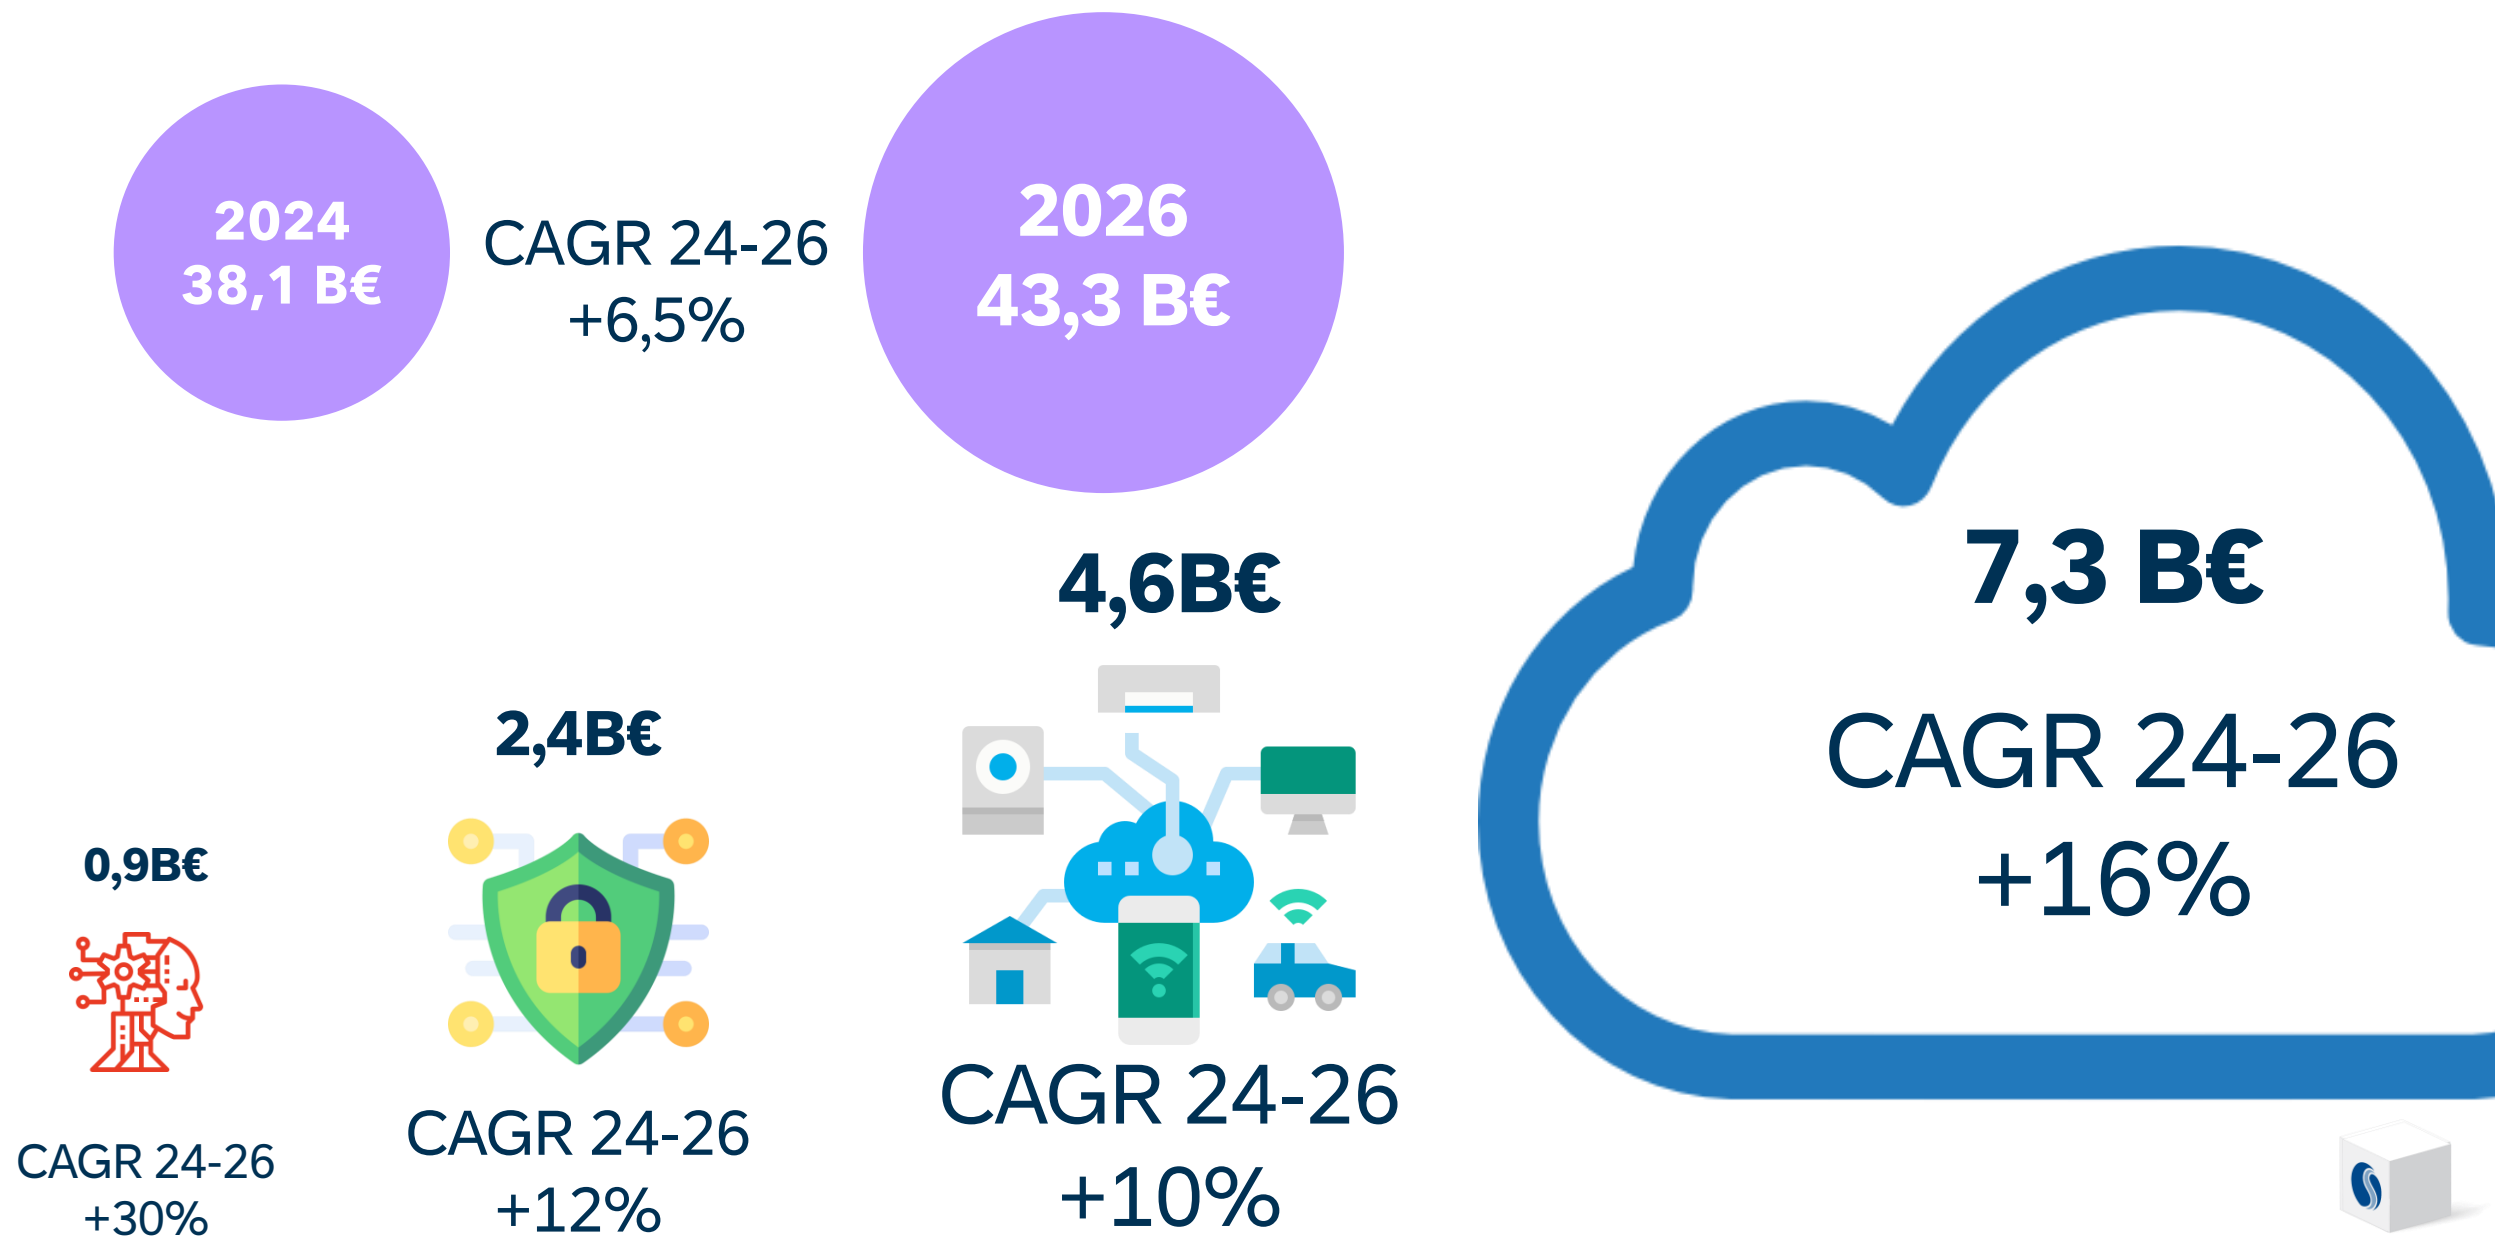 2024
38,1 B€
CAGR 24-26
+6,5%
2026
43,3 B€
0,9B€
CAGR 24-26
+30%
2,4B€
CAGR 24-26
+12%
4,6B€
CAGR 24-26
+10%
7,3 B€
CAGR 24-26
+16%